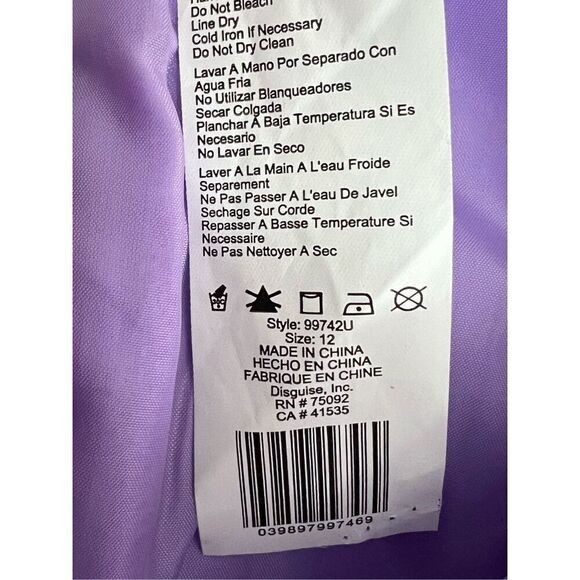 Do Not Bleach
Line Dry
Cold Iron If Necessary
Do Not Dry Clean
Lavar A Mano Por Separado Con
Agua Fria
No Utilizar Blanqueadores
Secar Colgada
Planchar A Baja Temperatura Si Es
Necesario
No Lavar En Seco
Laver A La Main A L'eau Froide
Separement
Ne Pas Passer A L'eau De Javel
Sechage Sur Corde
Repasser A Basse Temperature Si
Necessaire
Ne Pas Nettoyer A Sec
Style: 99742U
Size: 12
MADE IN CHINA
HECHO EN CHINA
FABRIQUE EN CHINE
Disguise, Inc.
RN # 75092
CA # 41535
039897997469